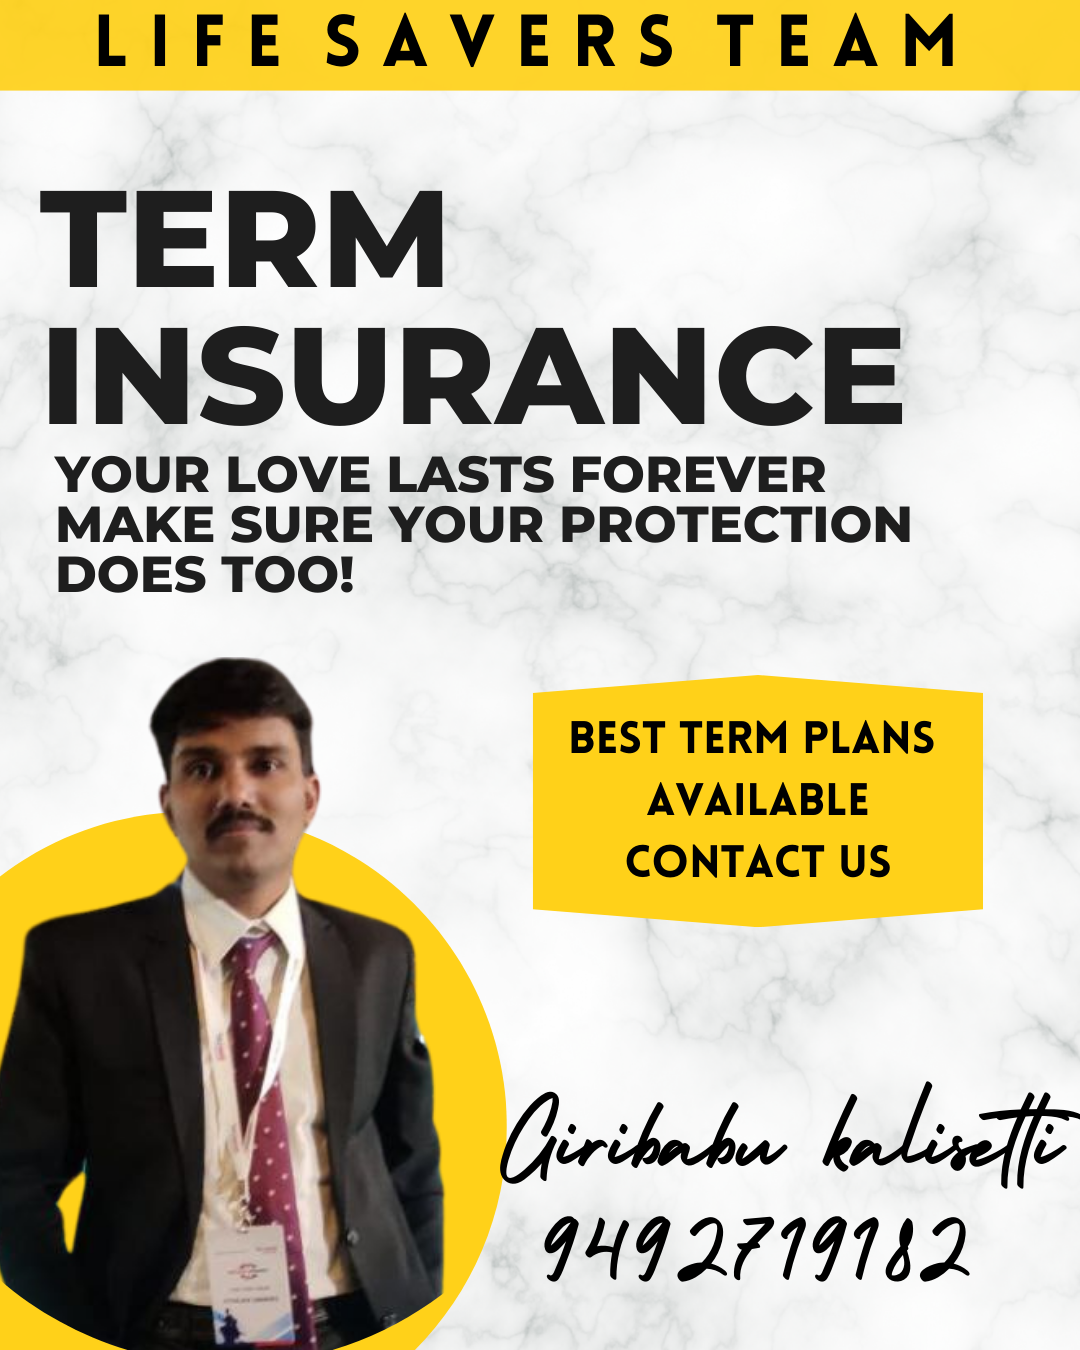 LIFE SAVERS TEAM
TERM
INSURANCE
YOUR LOVE LASTS FOREVER
MAKE SURE YOUR PROTECTION
DOES TOO!
BEST TERM PLANS
AVAILABLE
CONTACT US
Giribabu kalisetti
9492719182